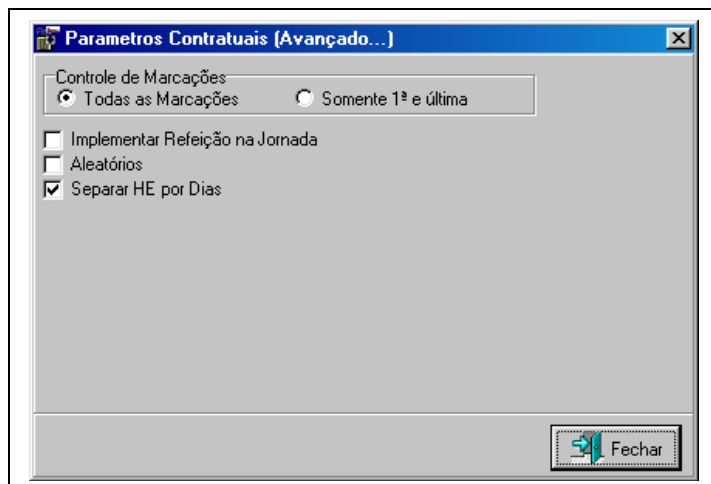 Parametros Contratuais (Avançado...)
Controle de Marcações
Todas as Marcações Somente 1ª e última
Implementar Refeição na Jornada
Aleatórios
Separar HE por Dias
Fechar